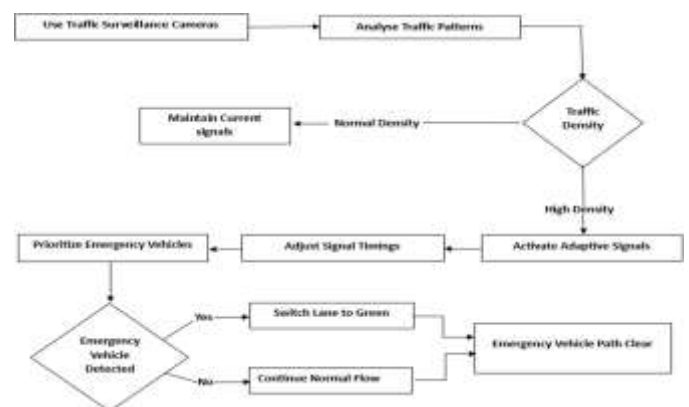 Use Traffic Surveillance Cameras
Analyse Traffic Patterns
Traffic
Density
Normal Density
Maintain Current
signals
High Density
Activate Adaptive Signals
Adjust Signal Timings
Prioritize Emergency Vehicles
Emergency
Vehicle
Detected
Yes
Switch Lane to Green
No
Continue Normal Flow
Emergency Vehicle Path Clear